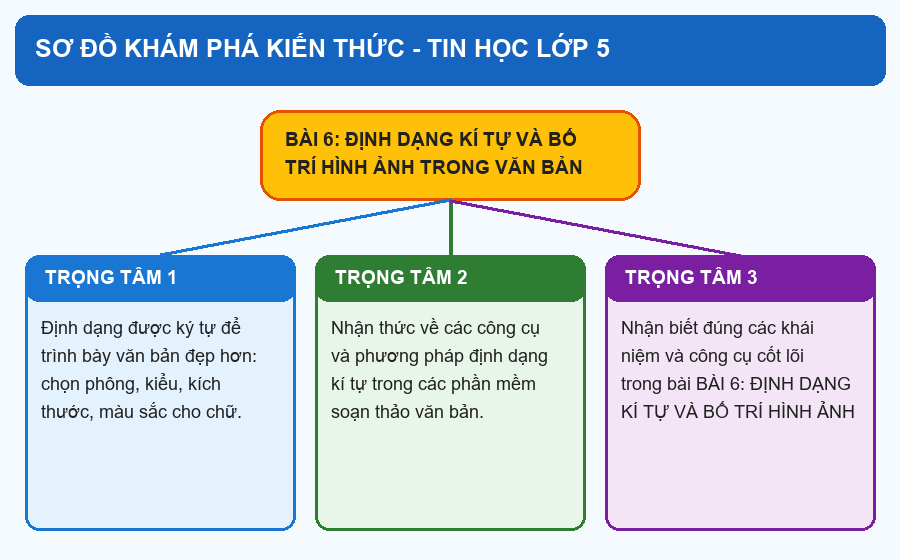 SƠ ĐỒ KHÁM PHÁ KIẾN THỨC - TIN HỌC LỚP 5
BÀI 6: ĐỊNH DẠNG KÍ TỰ VÀ BỐ
TRÍ HÌNH ẢNH TRONG VĂN BẢN
TRỌNG TÂM 1
Định dạng được ký tự để
trình bày văn bản đẹp hơn:
chọn phông, kiểu, kích
thước, màu sắc cho chữ.
TRỌNG TÂM 2
Nhận thức về các công cụ
và phương pháp định dạng
kí tự trong các phần mềm
soạn thảo văn bản.
TRỌNG TÂM 3
Nhận biết đúng các khái
niệm và công cụ cốt lõi
trong bài BÀI 6: ĐỊNH DẠNG
KÍ TỰ VÀ BỐ TRÍ HÌNH ẢNH